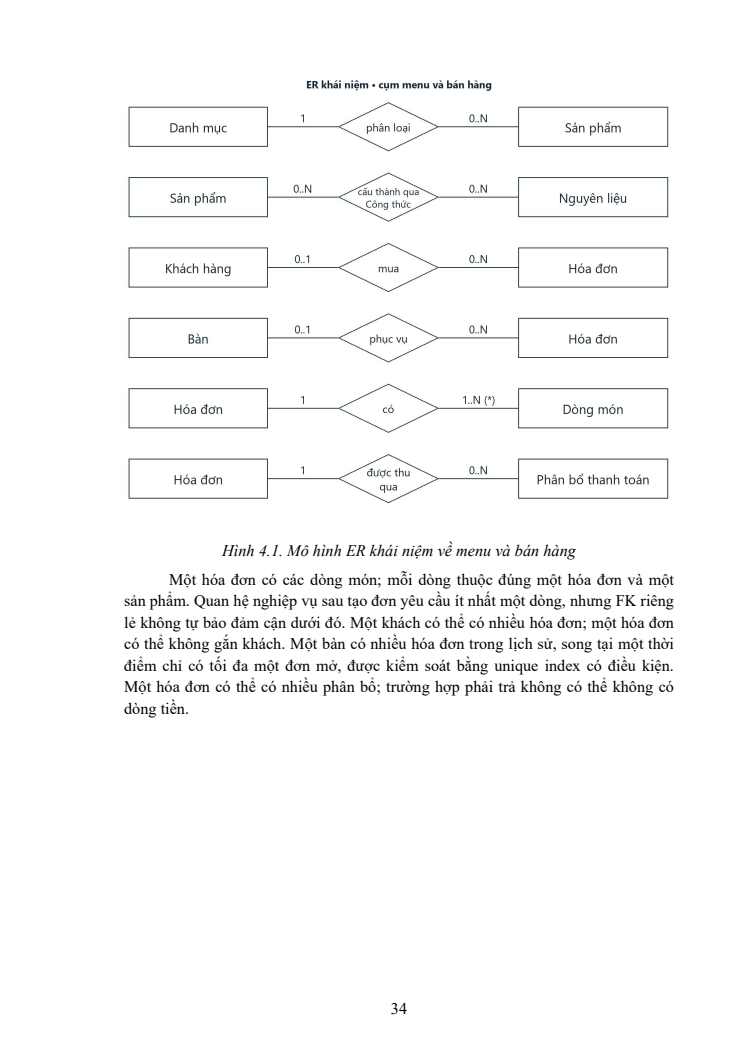 ER khái niệm • cụm menu và bán hàng
Danh mục 1 phân loại 0..N Sản phẩm
Sản phẩm 0..N cấu thành qua Công thức 0..N Nguyên liệu
Khách hàng 0..1 mua 0..N Hóa đơn
Bàn 0..1 phục vụ 0..N Hóa đơn
Hóa đơn 1 có 1..N (*) Dòng món
Hóa đơn 1 được thu qua 0..N Phân bổ thanh toán
Hình 4.1. Mô hình ER khái niệm về menu và bán hàng
Một hóa đơn có các dòng món; mỗi dòng thuộc đúng một hóa đơn và một
sản phẩm. Quan hệ nghiệp vụ sau tạo đơn yêu cầu ít nhất một dòng, nhưng FK riêng
lẻ không tự bảo đảm cận dưới đó. Một khách có thể có nhiều hóa đơn; một hóa đơn
có thể không gắn khách. Một bàn có nhiều hóa đơn trong lịch sử, song tại một thời
điểm chỉ có tối đa một đơn mở, được kiểm soát bằng unique index có điều kiện.
Một hóa đơn có thể có nhiều phân bổ; trường hợp phải trả không có thể không có
dòng tiền.
34